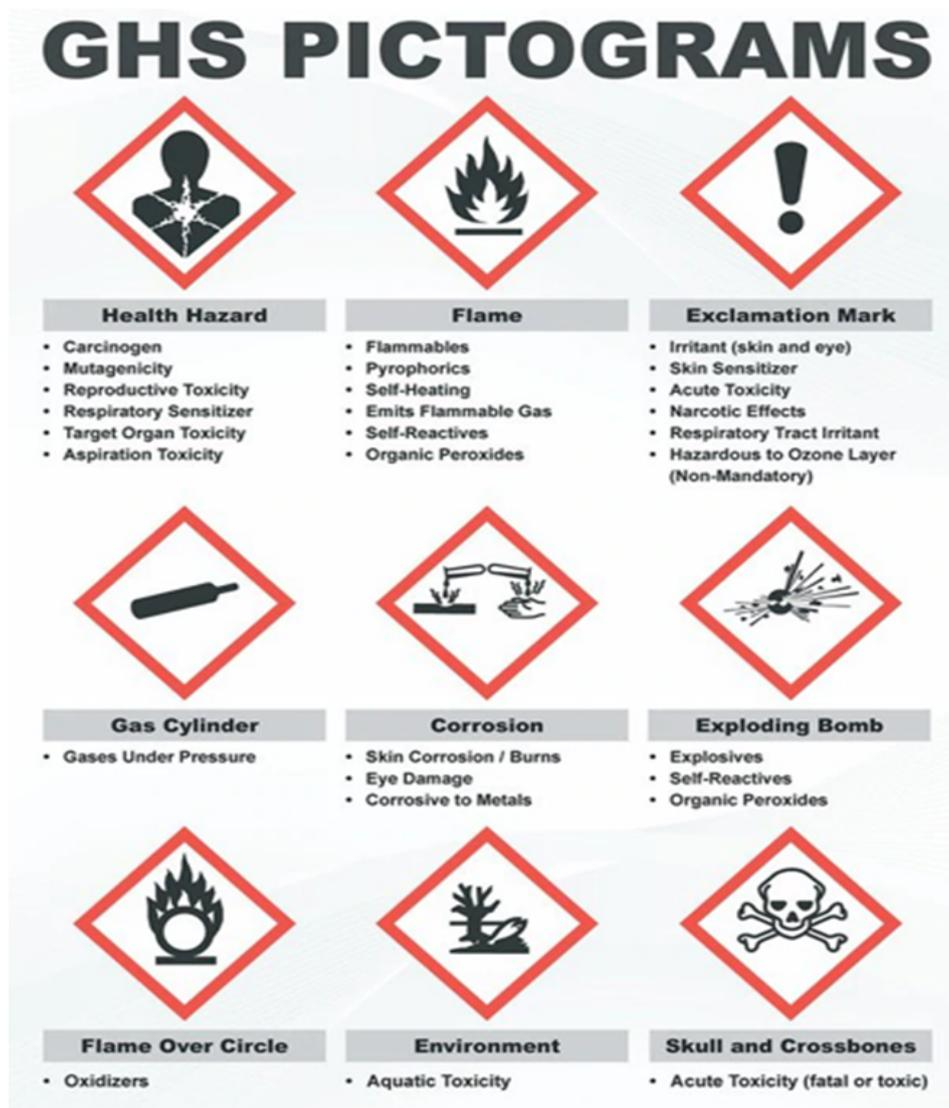 GHS PICTOGRAMS
Health Hazard
• Carcinogen
• Mutagenicity
• Reproductive Toxicity
• Respiratory Sensitizer
• Target Organ Toxicity
• Aspiration Toxicity
Flame
• Flammables
• Pyrophorics
• Self-Heating
• Emits Flammable Gas
• Self-Reactives
• Organic Peroxides
Exclamation Mark
• Irritant (skin and eye)
• Skin Sensitizer
• Acute Toxicity
• Narcotic Effects
• Respiratory Tract Irritant
• Hazardous to Ozone Layer
(Non-Mandatory)
Gas Cylinder
• Gases Under Pressure
Corrosion
• Skin Corrosion / Burns
• Eye Damage
• Corrosive to Metals
Exploding Bomb
• Explosives
• Self-Reactives
• Organic Peroxides
Flame Over Circle
• Oxidizers
Environment
• Aquatic Toxicity
Skull and Crossbones
• Acute Toxicity (fatal or toxic)